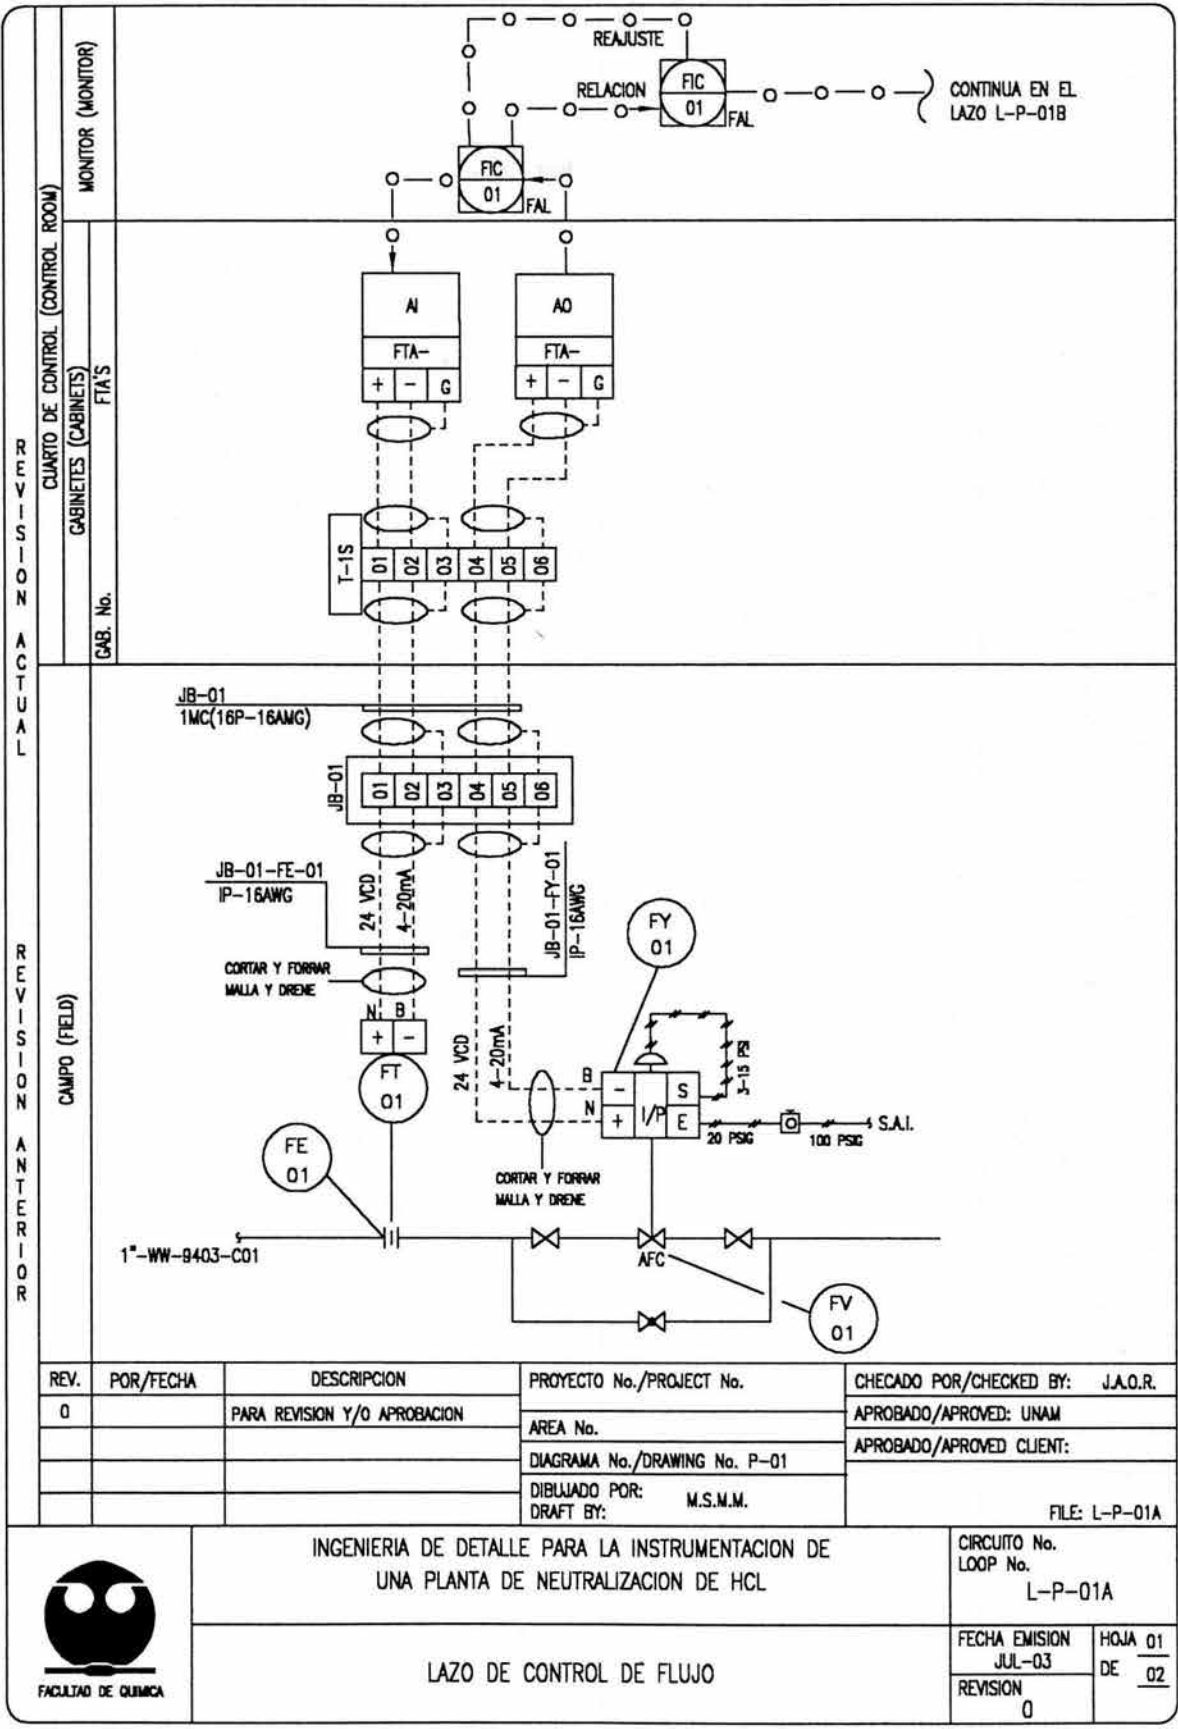 REAJUSTE
RELACION
FIC
01
FAL
CONTINUA EN EL
LAZO L-P-01B
FIC
01
FAL
MONITOR (MONITOR)
CUARTO DE CONTROL (CONTROL ROOM)
GABINETES (CABINETS)
FTA'S
GAB. No.
AI
FTA-
+ - G
AO
FTA-
+ - G
T-1S
01 02 03 04 05 06
REVISION ACTUAL
REVISION ANTERIOR
CAMPO (FIELD)
JB-01
1MC(16P-16AMG)
JB-01
01 02 03 04 05 06
JB-01-FE-01
IP-16AWG
24 VCD
4-20mA
JB-01-FY-01
IP-16AWG
CORTAR Y FORRAR
MALLA Y DRENE
N B
+ -
FT
01
FY
01
24 VCD
4-20mA
B
N
-
+
I/P
S
E
3-15 PSI
20 PSIG
100 PSIG
S.A.I.
CORTAR Y FORRAR
MALLA Y DRENE
FE
01
1"-WW-9403-C01
AFC
FV
01
REV. POR/FECHA DESCRIPCION
0 PARA REVISION Y/O APROBACION
PROYECTO No./PROJECT No.
AREA No.
DIAGRAMA No./DRAWING No. P-01
DIBUJADO POR:
DRAFT BY: M.S.M.M.
CHECADO POR/CHECKED BY: J.A.O.R.
APROBADO/APROVED: UNAM
APROBADO/APROVED CLIENT:
FILE: L-P-01A
FACULTAD DE QUIMICA
INGENIERIA DE DETALLE PARA LA INSTRUMENTACION DE
UNA PLANTA DE NEUTRALIZACION DE HCL
LAZO DE CONTROL DE FLUJO
CIRCUITO No.
LOOP No.
L-P-01A
FECHA EMISION
JUL-03
REVISION
0
HOJA 01
DE 02